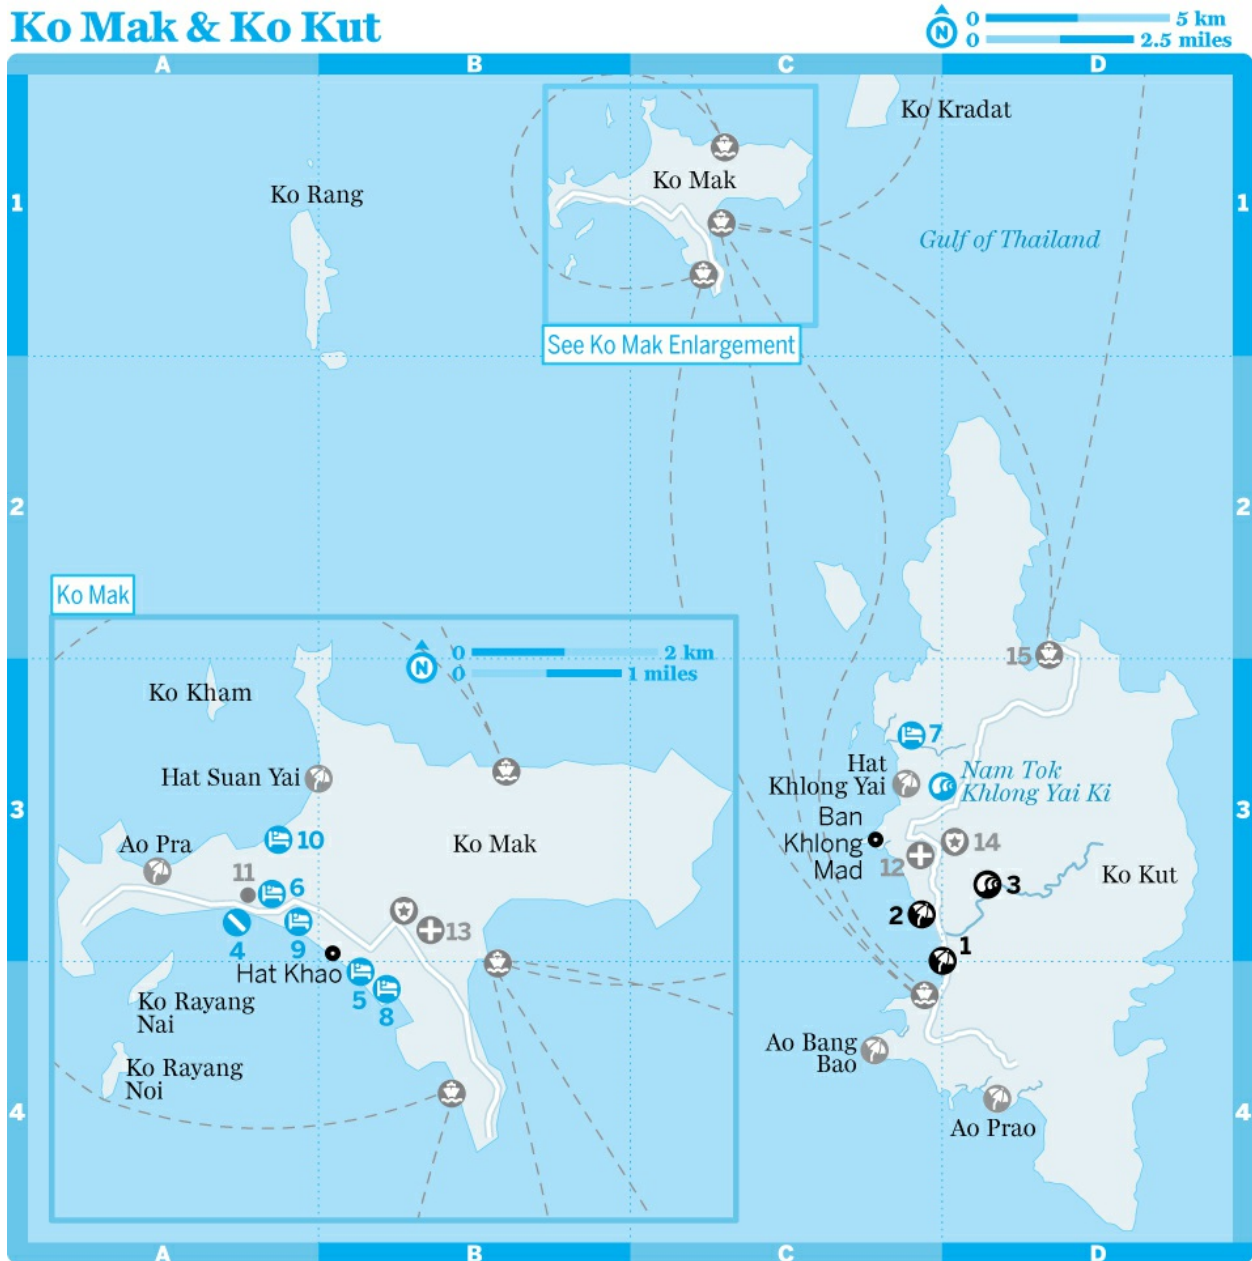 Ko Mak & Ko Kut
N
0 5 km
0 2.5 miles
A B C D
1
1
Ko Kradat
Ko Rang
Ko Mak
Gulf of Thailand
See Ko Mak Enlargement
2
2
Ko Mak
N
0 2 km
0 1 miles
15
Ko Kham
7
Hat Suan Yai
Hat
Khlong Yai
Nam Tok
Khlong Yai Ki
3
3
Ban
Khlong
Mad
Ao Pra
10
Ko Mak
14
12
11
6
3
Ko Kut
2
4
9
13
1
Hat Khao
5
8
Ko Rayang
Nai
Ao Bang
Bao
Ko Rayang
Noi
4
4
Ao Prao
A B C D